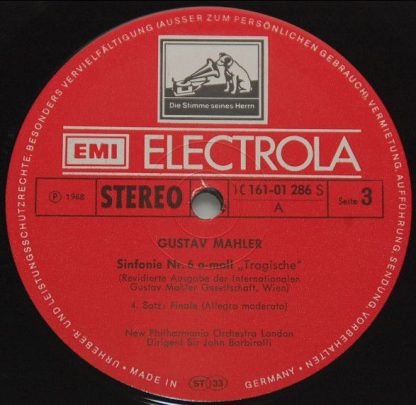 AUSSER ZUM PERSÖNLICHEN GEBRAUCH), VERMIETUNG, AUFFÜHRUNG, SENDUNG VORBEHALTEN
Die Stimme seines Herrn
EMI ELECTROLA
Ⓟ 1968
STEREO
1 C 161-01 286 S
A
Seite 3
GUSTAV MAHLER
Sinfonie Nr. 6 a-moll „Tragische"
(Revidierte Ausgabe der Internationalen
Gustav Mahler Gesellschaft, Wien)
4. Satz: Finale (Allegro moderato)
New Philharmonia Orchestra London
Dirigent Sir John Barbirolli
URHEBER- UND LEISTUNGSSCHUTZRECHTE, BESONDERS VERVIELFÄLTIGUNG
• MADE IN GERMANY •
ST 33